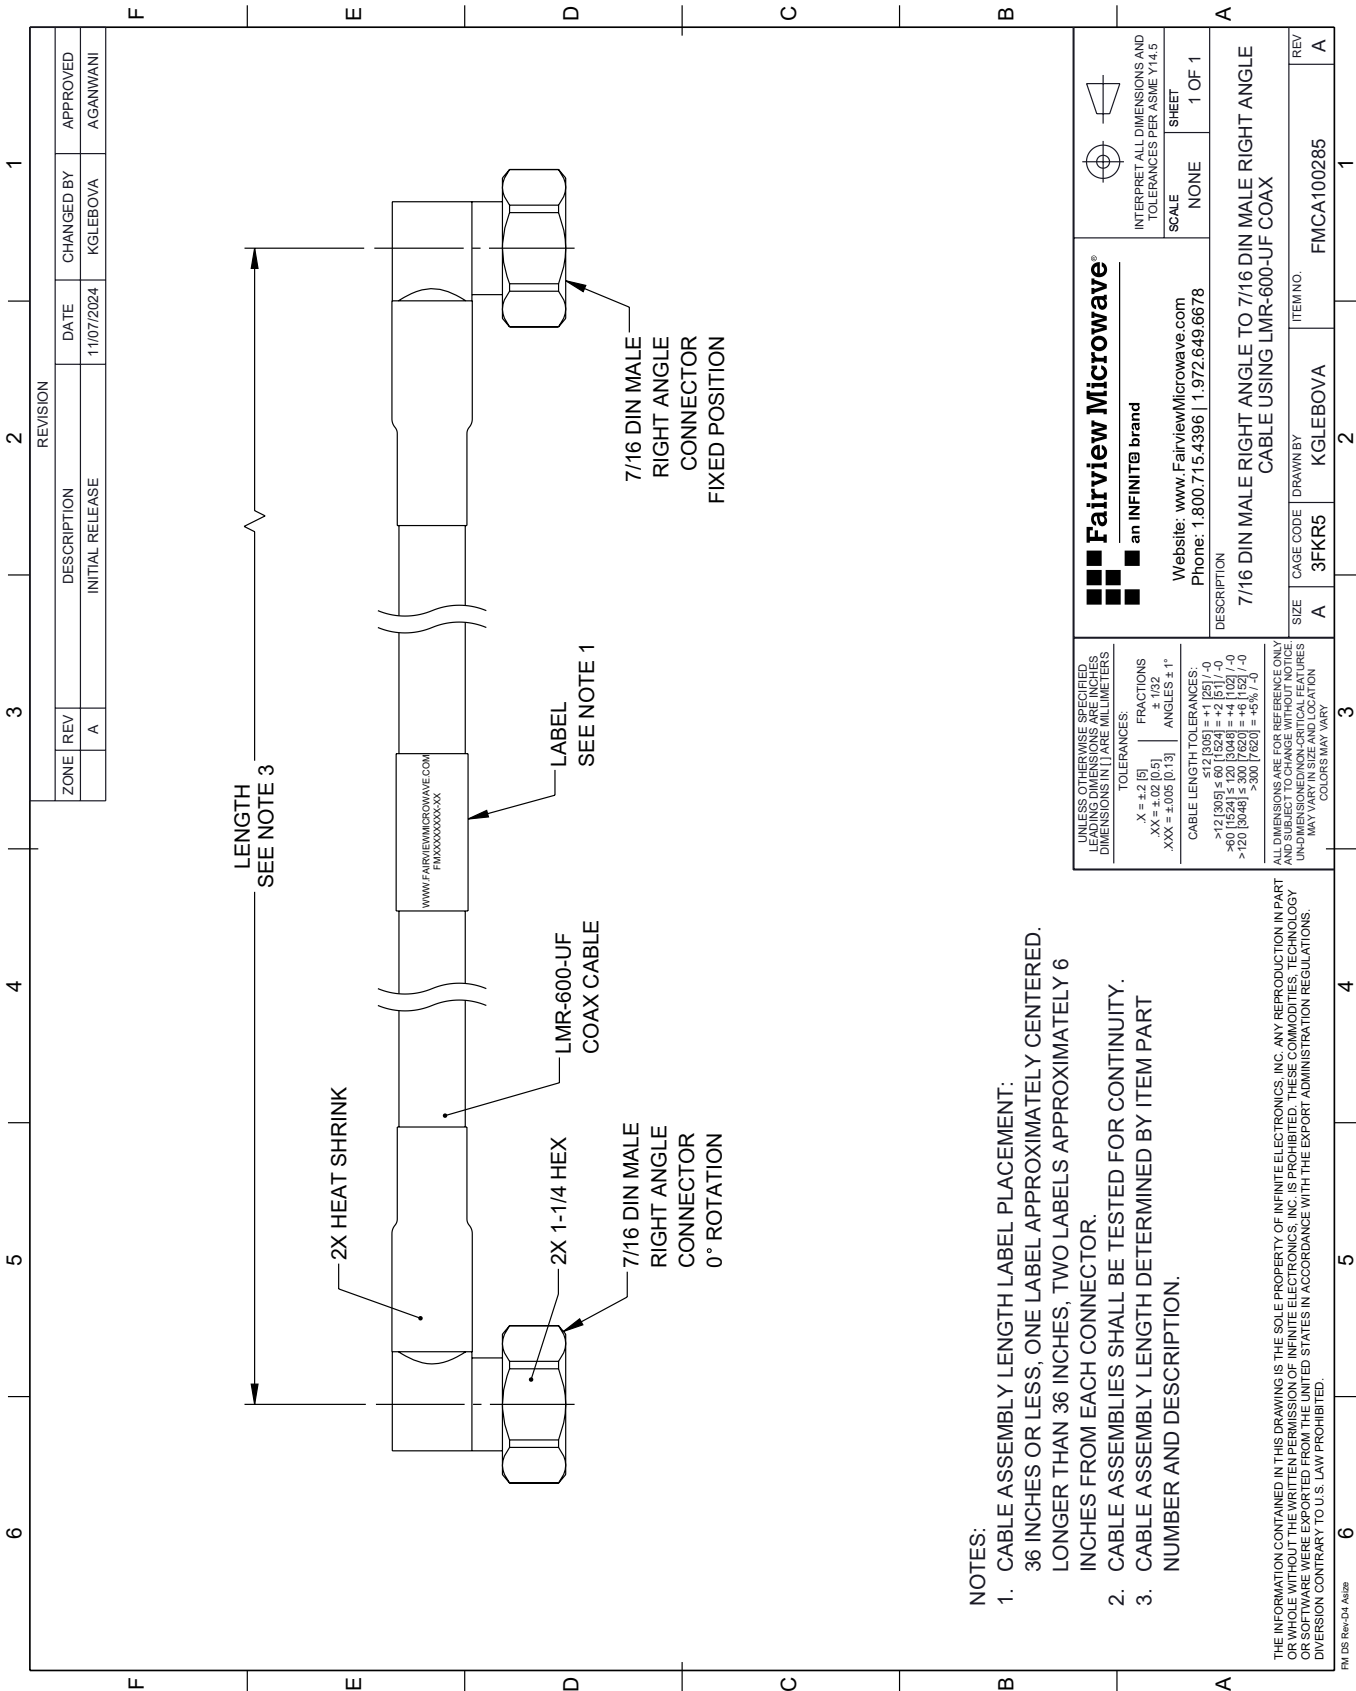 6
5
4
3
2
1
F
E
D
C
B
A
REVISION
ZONE REV DESCRIPTION DATE CHANGED BY APPROVED
A INITIAL RELEASE 11/07/2024 KGLEBOVA AGANWANI
LENGTH
SEE NOTE 3
2X HEAT SHRINK
WWW.FAIRVIEWMICROWAVE.COM
FMXXXXXXXX-XX
LMR-600-UF
COAX CABLE
LABEL
SEE NOTE 1
2X 1-1/4 HEX
7/16 DIN MALE
RIGHT ANGLE
CONNECTOR
0° ROTATION
7/16 DIN MALE
RIGHT ANGLE
CONNECTOR
FIXED POSITION
NOTES:
1. CABLE ASSEMBLY LENGTH LABEL PLACEMENT:
36 INCHES OR LESS, ONE LABEL APPROXIMATELY CENTERED.
LONGER THAN 36 INCHES, TWO LABELS APPROXIMATELY 6
INCHES FROM EACH CONNECTOR.
2. CABLE ASSEMBLIES SHALL BE TESTED FOR CONTINUITY.
3. CABLE ASSEMBLY LENGTH DETERMINED BY ITEM PART
NUMBER AND DESCRIPTION.
THE INFORMATION CONTAINED IN THIS DRAWING IS THE SOLE PROPERTY OF INFINITE ELECTRONICS, INC. ANY REPRODUCTION IN PART
OR WHOLE WITHOUT THE WRITTEN PERMISSION OF INFINITE ELECTRONICS, INC. IS PROHIBITED. THESE COMMODITIES, TECHNOLOGY
OR SOFTWARE WERE EXPORTED FROM THE UNITED STATES IN ACCORDANCE WITH THE EXPORT ADMINISTRATION REGULATIONS.
DIVERSION CONTRARY TO U.S. LAW PROHIBITED.
UNLESS OTHERWISE SPECIFIED
LEADING DIMENSIONS ARE INCHES
DIMENSIONS IN [ ] ARE MILLIMETERS
TOLERANCES:
.X = ±.2 [5] FRACTIONS
.XX = ±.02 [0.5] ± 1/32
.XXX = ±.005 [0.13] ANGLES ± 1°
CABLE LENGTH TOLERANCES:
≤12 [305] = +1 [25] / -0
>12 [305] ≤ 60 [1524] = +2 [51] / -0
>60 [1524] ≤ 120 [3048] = +4 [102] / -0
>120 [3048] ≤ 300 [7620] = +6 [152] / -0
>300 [7620] = +5% / -0
ALL DIMENSIONS ARE FOR REFERENCE ONLY
AND SUBJECT TO CHANGE WITHOUT NOTICE.
UN-DIMENSIONED/NON-CRITICAL FEATURES
MAY VARY IN SIZE AND LOCATION
COLORS MAY VARY
Fairview Microwave®
an INFINIT® brand
Website: www.FairviewMicrowave.com
Phone: 1.800.715.4396 | 1.972.649.6678
INTERPRET ALL DIMENSIONS AND
TOLERANCES PER ASME Y14.5
SCALE NONE
SHEET 1 OF 1
DESCRIPTION
7/16 DIN MALE RIGHT ANGLE TO 7/16 DIN MALE RIGHT ANGLE
CABLE USING LMR-600-UF COAX
SIZE A
CAGE CODE 3FKR5
DRAWN BY KGLEBOVA
ITEM NO. FMCA100285
REV A
6
5
4
3
2
1
F
E
D
C
B
A
FM DS Rev-D4 Asize